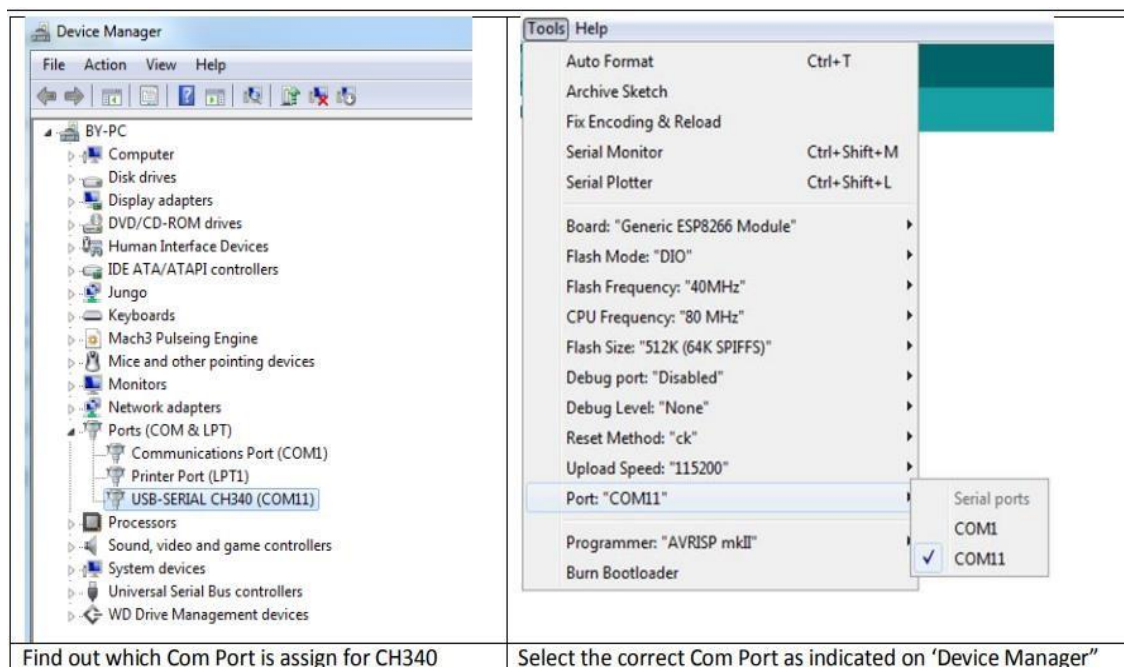 Device Manager
File Action View Help
BY-PC
Computer
Disk drives
Display adapters
DVD/CD-ROM drives
Human Interface Devices
IDE ATA/ATAPI controllers
Jungo
Keyboards
Mach3 Pulseing Engine
Mice and other pointing devices
Monitors
Network adapters
Ports (COM & LPT)
Communications Port (COM1)
Printer Port (LPT1)
USB-SERIAL CH340 (COM11)
Processors
Sound, video and game controllers
System devices
Universal Serial Bus controllers
WD Drive Management devices
Find out which Com Port is assign for CH340
Tools Help
Auto Format Ctrl+T
Archive Sketch
Fix Encoding & Reload
Serial Monitor Ctrl+Shift+M
Serial Plotter Ctrl+Shift+L
Board: "Generic ESP8266 Module"
Flash Mode: "DIO"
Flash Frequency: "40MHz"
CPU Frequency: "80 MHz"
Flash Size: "512K (64K SPIFFS)"
Debug port: "Disabled"
Debug Level: "None"
Reset Method: "ck"
Upload Speed: "115200"
Port: "COM11"
Serial ports
COM1
COM11
Programmer: "AVRISP mkII"
Burn Bootloader
Select the correct Com Port as indicated on ‘Device Manager”